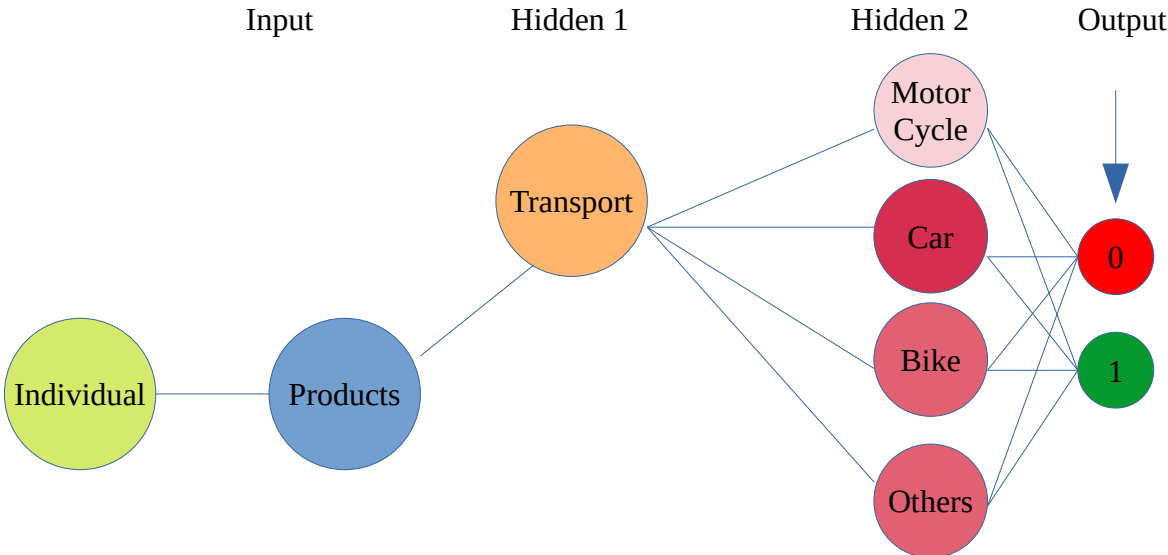 Input
Hidden 1
Hidden 2
Output
Motor
Cycle
Transport
Car
0
Bike
1
Individual
Products
Others